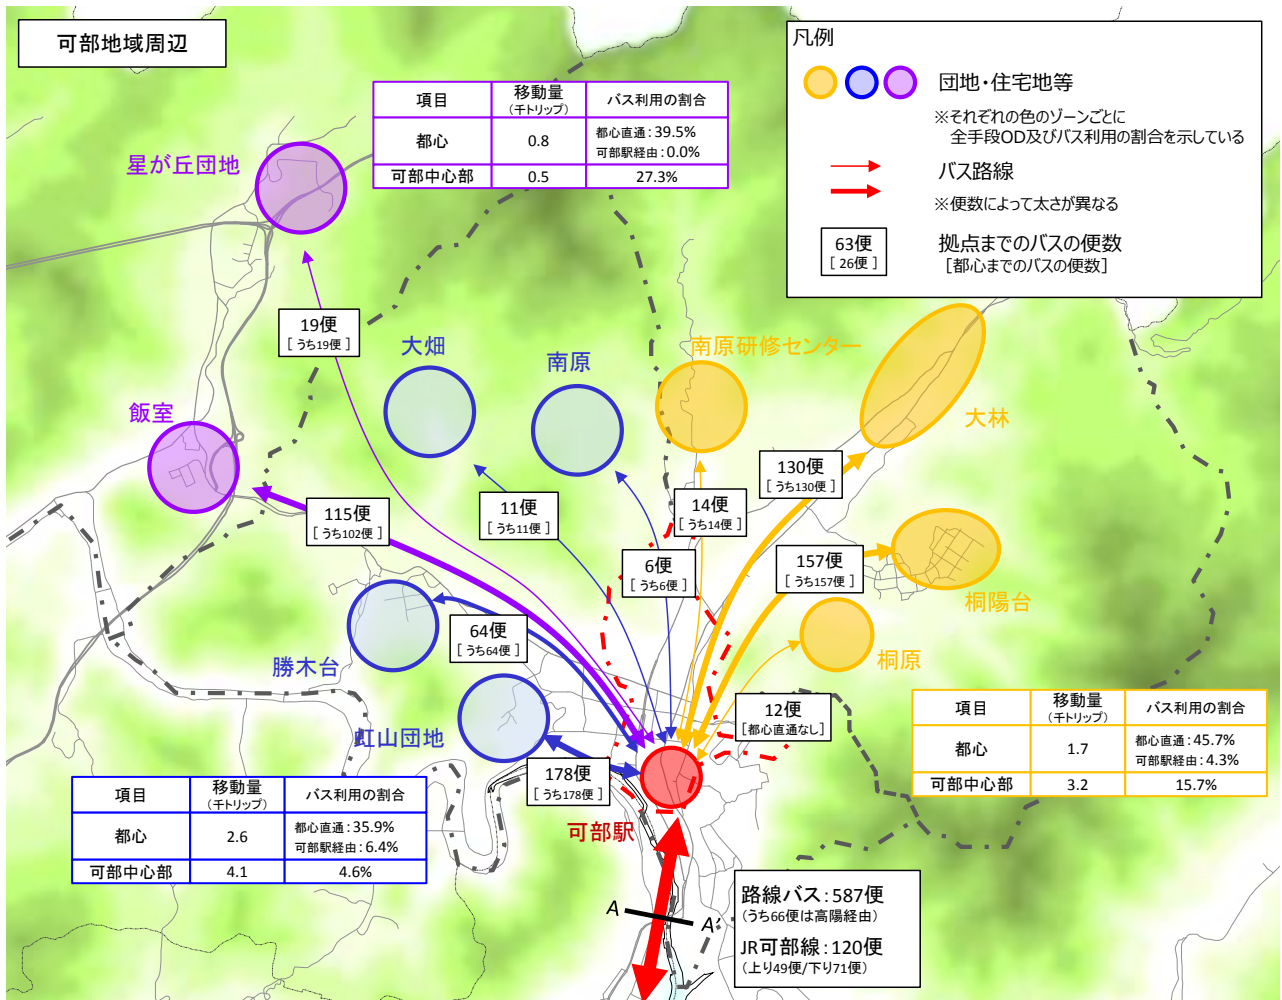 可部地域周辺
凡例
団地・住宅地等
※それぞれの色のゾーンごとに
全手段OD及びバス利用の割合を示している
バス路線
※便数によって太さが異なる
63便
[ 26便 ]
拠点までのバスの便数
[都心までのバスの便数]
項目 移動量 (千トリップ) バス利用の割合
都心 0.8 都心直通:39.5%
可部駅経由:0.0%
可部中心部 0.5 27.3%
星が丘団地
19便
[ うち19便 ]
大畑
南原
南原研修センター
大林
飯室
130便
[ うち130便 ]
115便
[ うち102便 ]
11便
[ うち11便 ]
14便
[ うち14便 ]
6便
[ うち6便 ]
157便
[ うち157便 ]
桐陽台
64便
[ うち64便 ]
勝木台
桐原
虹山団地
12便
[都心直通なし]
178便
[ うち178便 ]
可部駅
項目 移動量 (千トリップ) バス利用の割合
都心 1.7 都心直通:45.7%
可部駅経由:4.3%
可部中心部 3.2 15.7%
項目 移動量 (千トリップ) バス利用の割合
都心 2.6 都心直通:35.9%
可部駅経由:6.4%
可部中心部 4.1 4.6%
A
A'
路線バス:587便
(うち66便は高陽経由)
JR可部線:120便
(上り49便/下り71便)